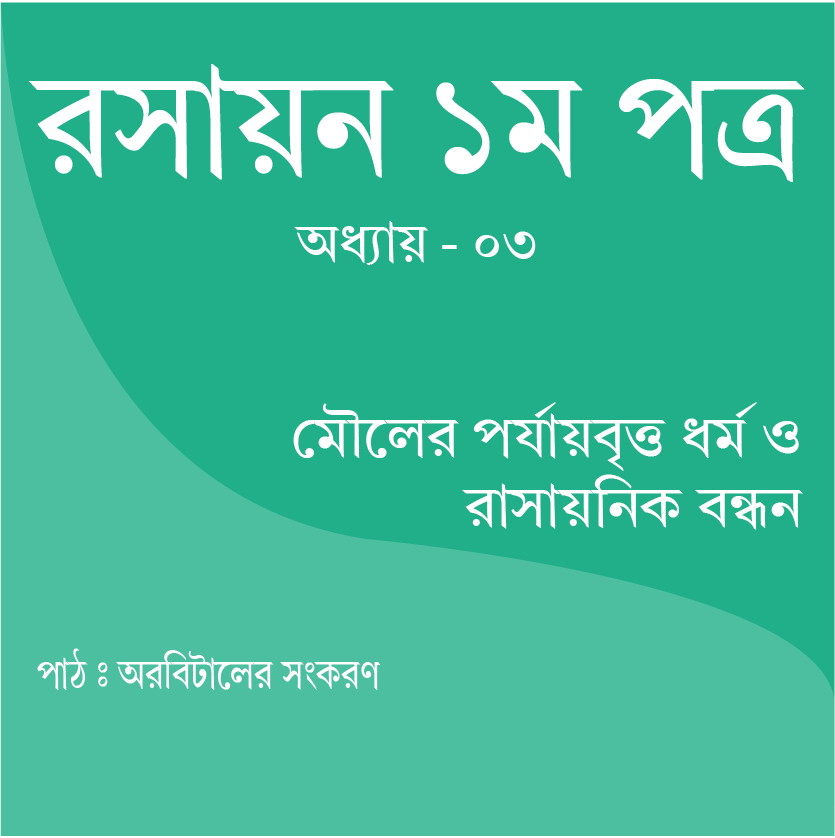 রসায়ন ১ম পত্র
অধ্যায় - ০৩
মৌলের পর্যায়বৃত্ত ধর্ম ও
রাসায়নিক বন্ধন
পাঠ ঃ অরবিটালের সংকরণ